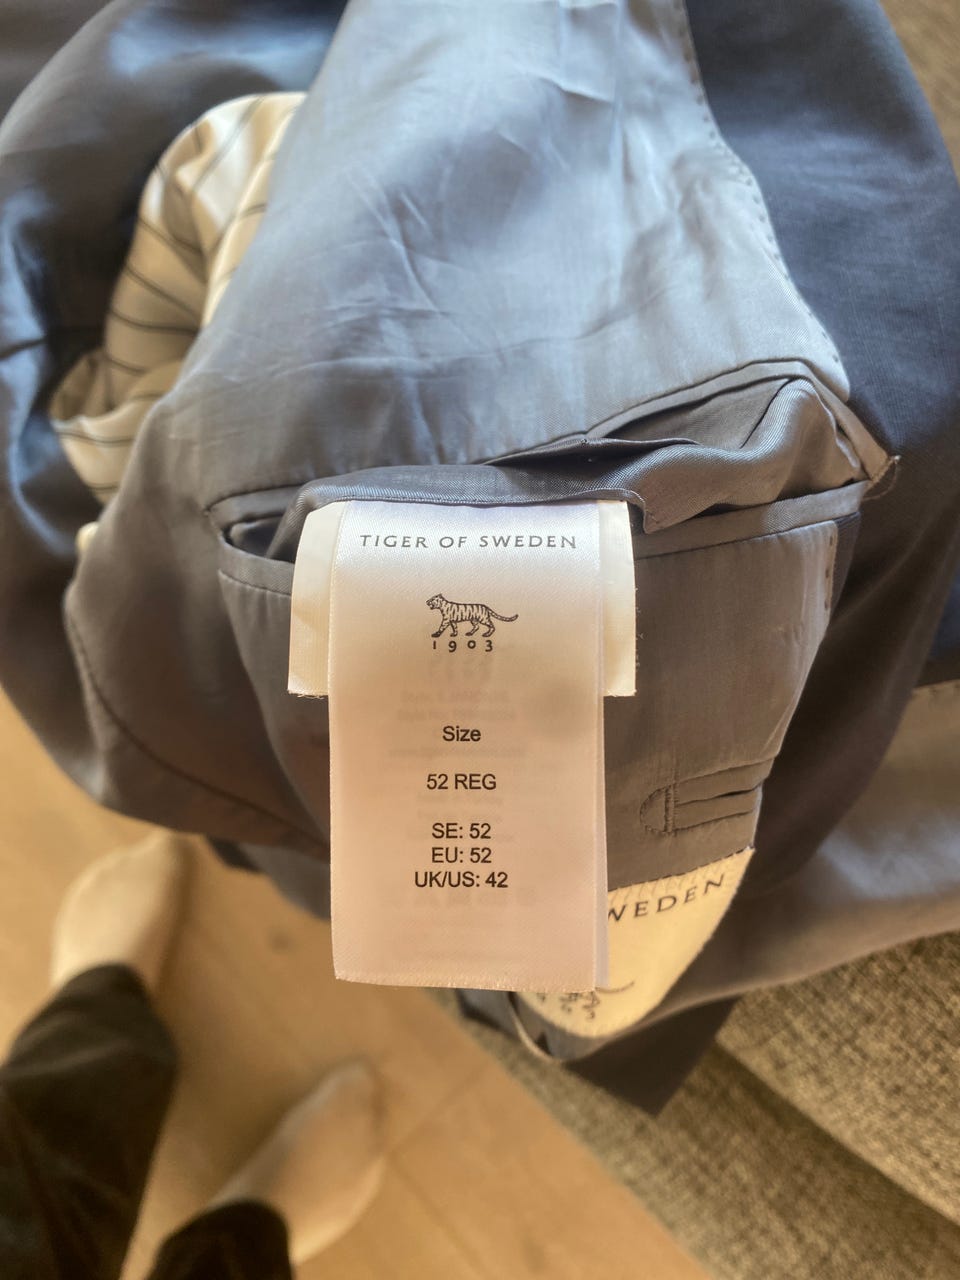 TIGER OF SWEDEN
1903
Size
52 REG
SE: 52
EU: 52
UK/US: 42
WEDEN